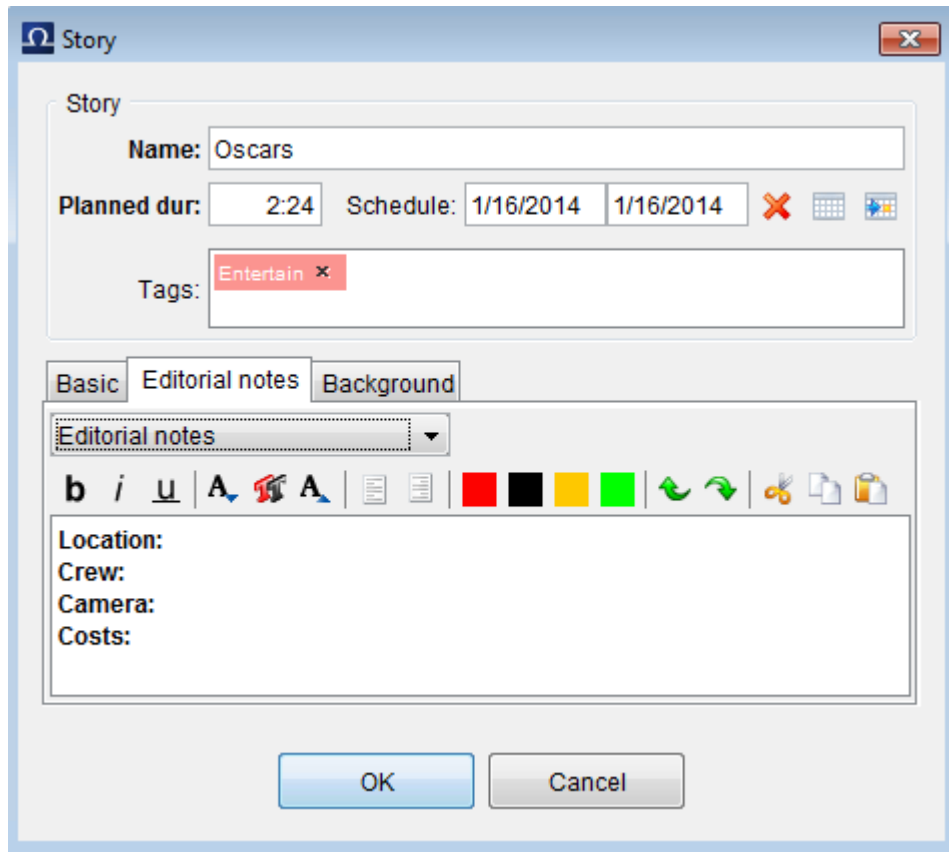 Story
Story
Name: Oscars
Planned dur: 2:24 Schedule: 1/16/2014 1/16/2014
Tags: Entertain
Basic Editorial notes Background
Editorial notes
b i u A A
Location:
Crew:
Camera:
Costs:
OK Cancel